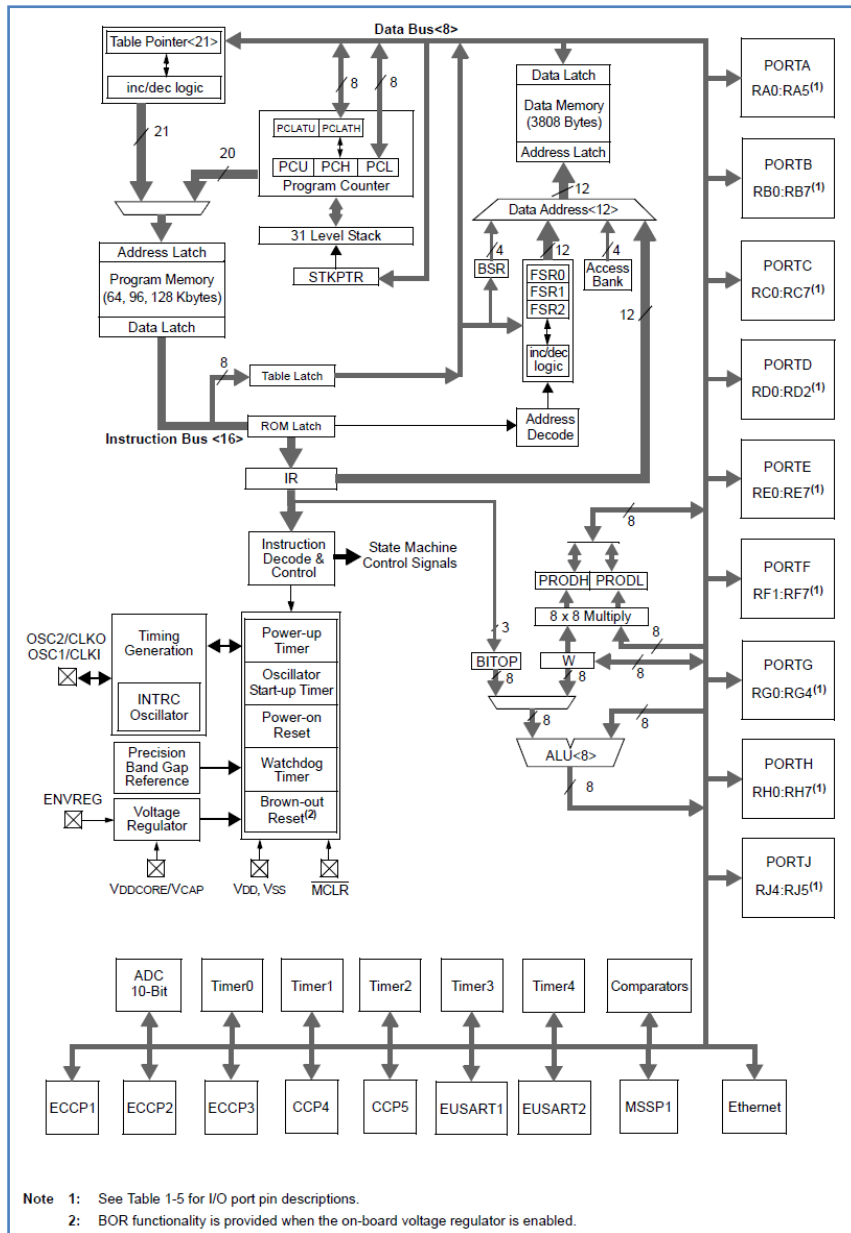 Data Bus<8>
Table Pointer<21>
inc/dec logic
21
8
8
PCLATU PCLATH
PCU PCH PCL
Program Counter
20
31 Level Stack
STKPTR
Address Latch
Program Memory
(64, 96, 128 Kbytes)
Data Latch
8
Table Latch
Instruction Bus <16>
ROM Latch
IR
Data Latch
Data Memory
(3808 Bytes)
Address Latch
12
Data Address<12>
4
12
4
BSR
FSR0
FSR1
FSR2
inc/dec
logic
Access
Bank
12
Address
Decode
Instruction
Decode &
Control
State Machine
Control Signals
8
PRODH PRODL
8 x 8 Multiply
3
8
BITOP
W
8
8
8
8
8
ALU<8>
8
OSC2/CLKO
OSC1/CLKI
Timing
Generation
INTRC
Oscillator
Power-up
Timer
Oscillator
Start-up Timer
Power-on
Reset
Precision
Band Gap
Reference
Watchdog
Timer
ENVREG
Voltage
Regulator
Brown-out
Reset(2)
VDDCORE/VCAP
VDD, VSS
MCLR
PORTA
RA0:RA5(1)
PORTB
RB0:RB7(1)
PORTC
RC0:RC7(1)
PORTD
RD0:RD2(1)
PORTE
RE0:RE7(1)
PORTF
RF1:RF7(1)
PORTG
RG0:RG4(1)
PORTH
RH0:RH7(1)
PORTJ
RJ4:RJ5(1)
ADC
10-Bit
Timer0
Timer1
Timer2
Timer3
Timer4
Comparators
ECCP1
ECCP2
ECCP3
CCP4
CCP5
EUSART1
EUSART2
MSSP1
Ethernet
Note 1: See Table 1-5 for I/O port pin descriptions.
2: BOR functionality is provided when the on-board voltage regulator is enabled.